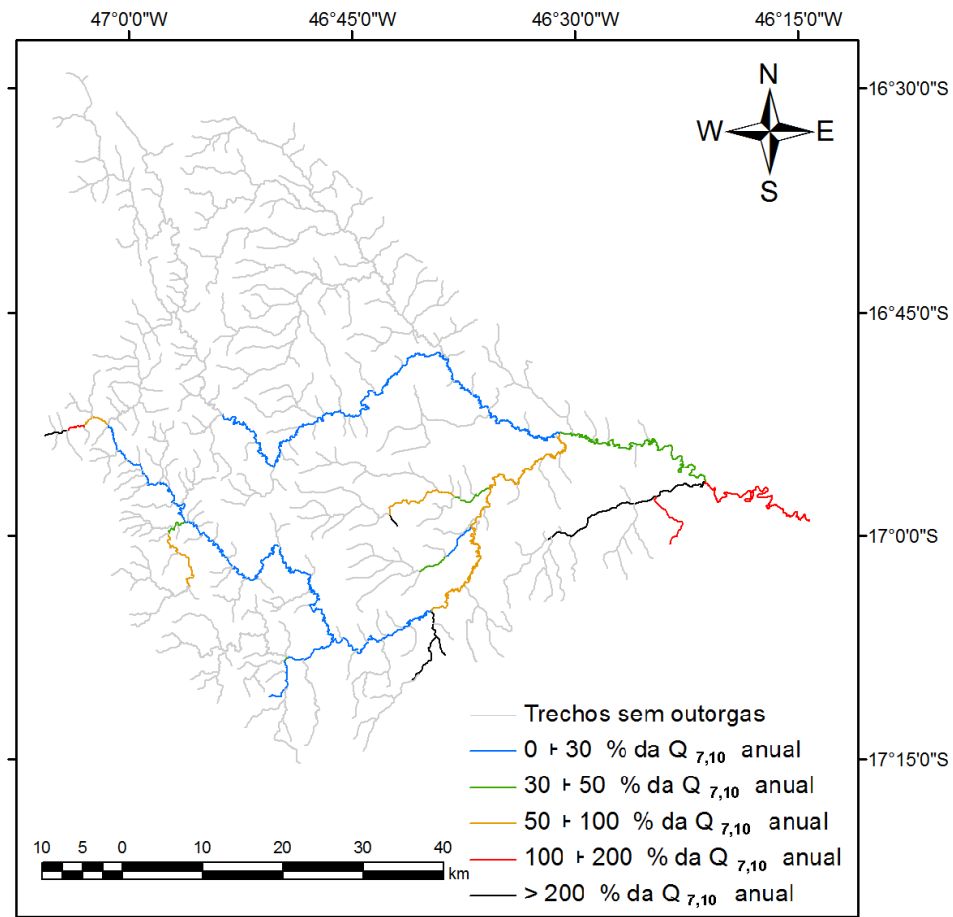 47°0'0"W 46°45'0"W 46°30'0"W 46°15'0"W
N
W E
S
16°30'0"S
16°45'0"S
17°0'0"S
17°15'0"S
Trechos sem outorgas
0 ⊦ 30 % da Q 7,10 anual
30 ⊦ 50 % da Q 7,10 anual
50 ⊦ 100 % da Q 7,10 anual
100 ⊦ 200 % da Q 7,10 anual
> 200 % da Q 7,10 anual
10 5 0 10 20 30 40
km